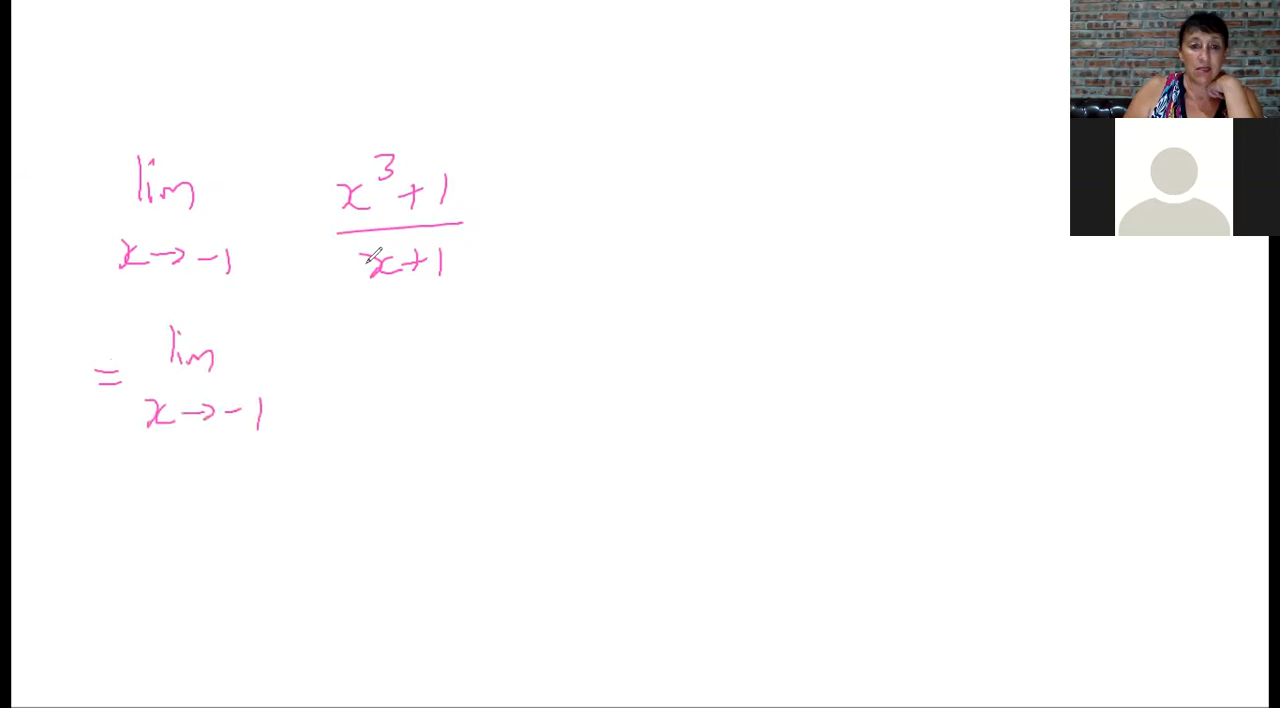 lim x³+1
x→-1 x+1
= lim
x→-1